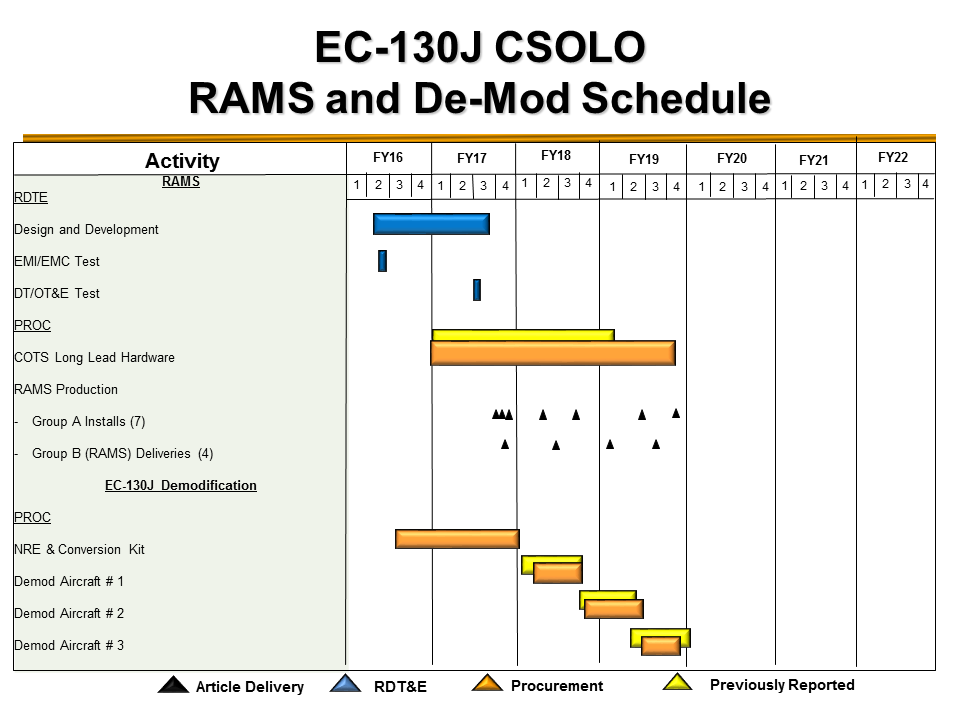 EC-130J CSOLO
RAMS and De-Mod Schedule
Activity
FY16 FY17 FY18 FY19 FY20 FY21 FY22
1 2 3 4 1 2 3 4 1 2 3 4 1 2 3 4 1 2 3 4 1 2 3 4 1 2 3 4
RAMS
RDTE
Design and Development
EMI/EMC Test
DT/OT&E Test
PROC
COTS Long Lead Hardware
RAMS Production
- Group A Installs (7)
- Group B (RAMS) Deliveries (4)
EC-130J Demodification
PROC
NRE & Conversion Kit
Demod Aircraft # 1
Demod Aircraft # 2
Demod Aircraft # 3
Article Delivery RDT&E Procurement Previously Reported